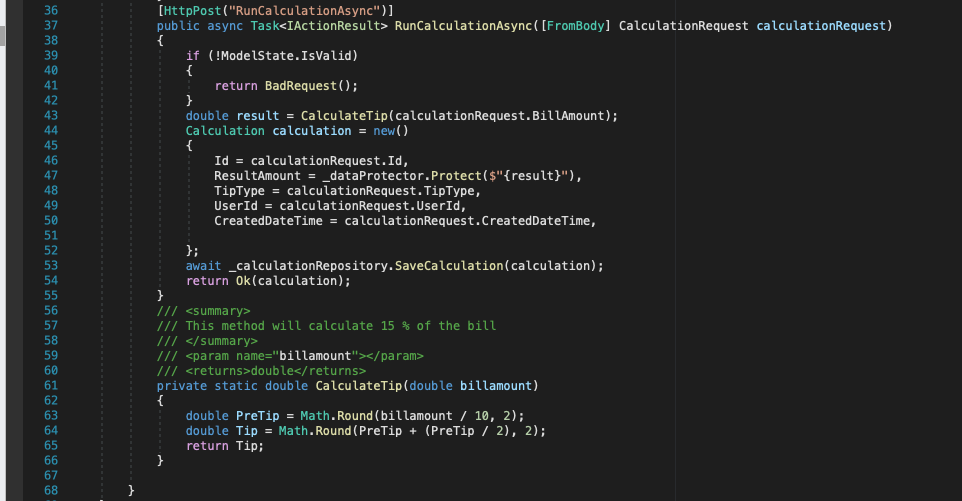 36 [HttpPost("RunCalculationAsync")]
37 public async Task<IActionResult> RunCalculationAsync([FromBody] CalculationRequest calculationRequest)
38 {
39 if (!ModelState.IsValid)
40 {
41 return BadRequest();
42 }
43 double result = CalculateTip(calculationRequest.BillAmount);
44 Calculation calculation = new()
45 {
46 Id = calculationRequest.Id,
47 ResultAmount = _dataProtector.Protect($"{result}"),
48 TipType = calculationRequest.TipType,
49 UserId = calculationRequest.UserId,
50 CreatedDateTime = calculationRequest.CreatedDateTime,
51
52 };
53 await _calculationRepository.SaveCalculation(calculation);
54 return Ok(calculation);
55 }
56 /// <summary>
57 /// This method will calculate 15 % of the bill
58 /// </summary>
59 /// <param name="billamount"></param>
60 /// <returns>double</returns>
61 private static double CalculateTip(double billamount)
62 {
63 double PreTip = Math.Round(billamount / 10, 2);
64 double Tip = Math.Round(PreTip + (PreTip / 2), 2);
65 return Tip;
66 }
67
68 }